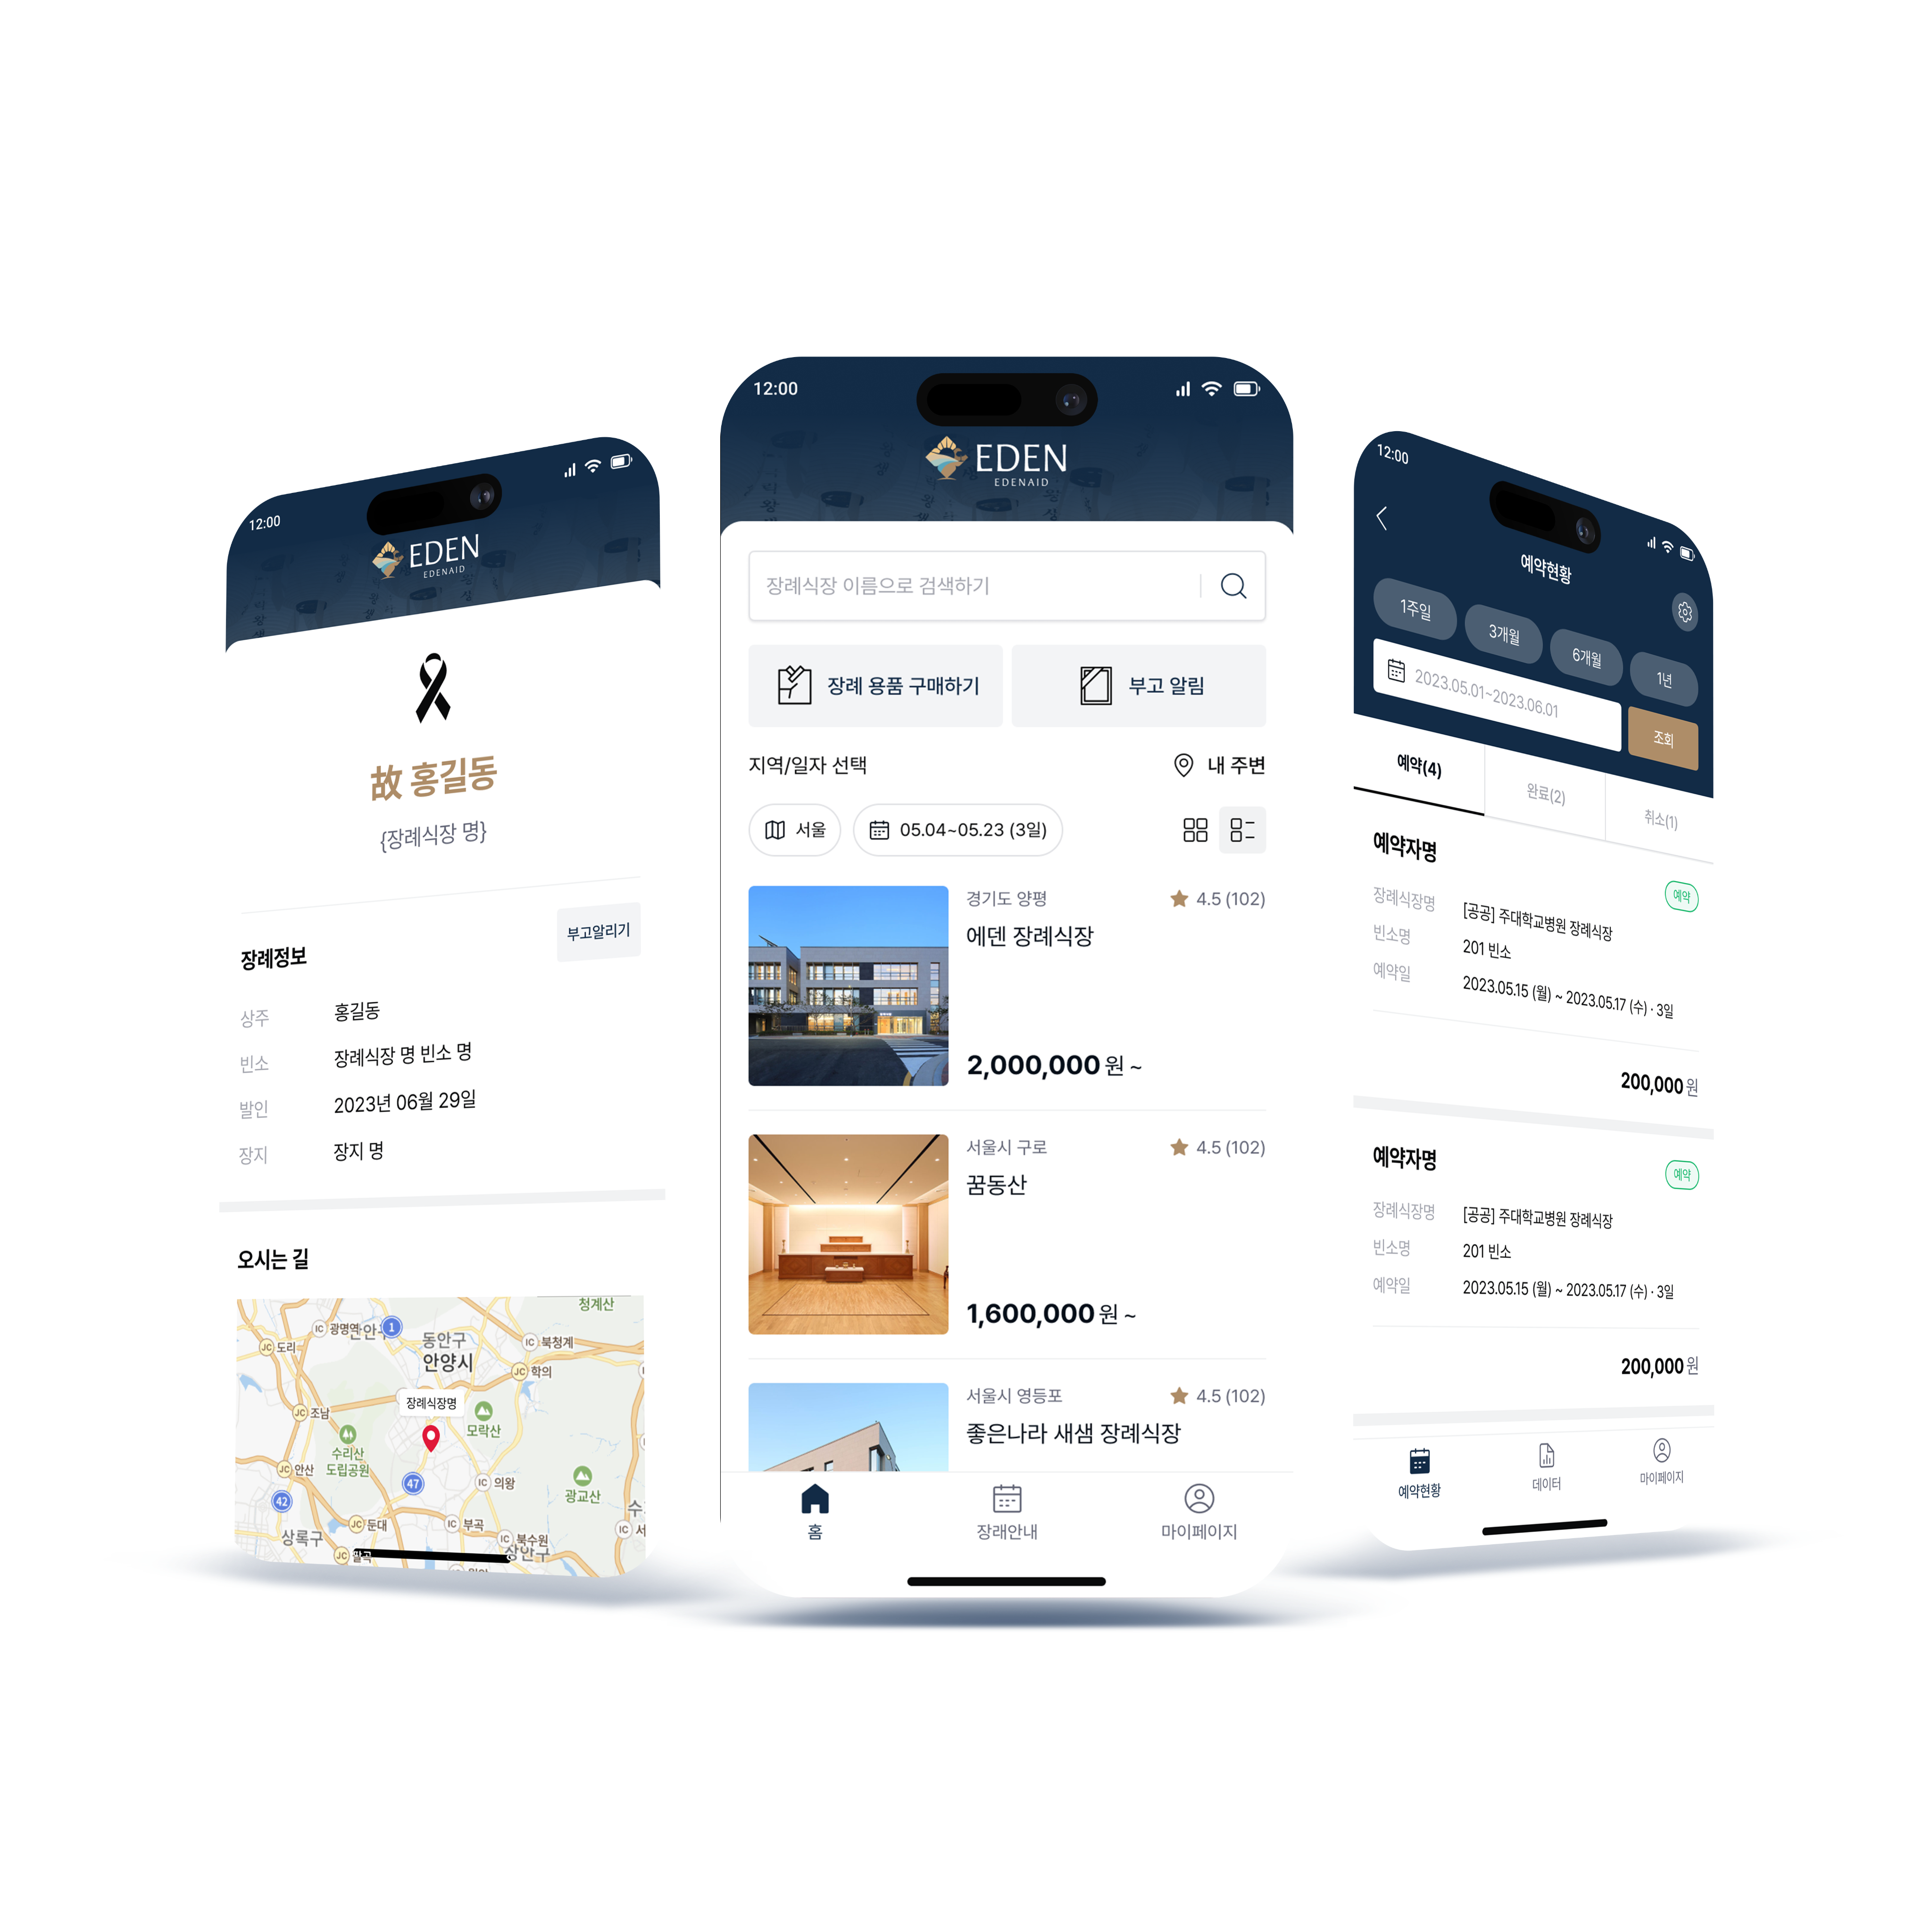 12:00
EDEN
EDENAID
故 홍길동
{장례식장 명}
장례정보
부고알리기
상주 홍길동
빈소 장례식장 명 빈소 명
발인 2023년 06월 29일
장지 장지 명
오시는 길
청계산
IC 광명역
안양
1
동안구
IC 북청계
JC 도리
안양시
JC 학의
장례식장명
JC 조남
모락산
수리산
도립공원
JC 안산
47
IC 의왕
광교산
42
수
JC 둔대
IC 부곡
IC 서
상록구
IC 북수원
장안구
JC 팔곡
12:00
EDEN
EDENAID
장례식장 이름으로 검색하기
장례 용품 구매하기
부고 알림
지역/일자 선택
내 주변
서울
05.04~05.23 (3일)
경기도 양평
4.5 (102)
에덴 장례식장
2,000,000 원 ~
서울시 구로
4.5 (102)
꿈동산
1,600,000 원 ~
서울시 영등포
4.5 (102)
좋은나라 새샘 장례식장
홈
장래안내
마이페이지
12:00
예약현황
1주일
3개월
6개월
1년
2023.05.01~2023.06.01
조회
예약(4)
완료(2)
취소(1)
예약자명
예약
장례식장명 [공공] 주대학교병원 장례식장
빈소명 201 빈소
예약일 2023.05.15 (월) ~ 2023.05.17 (수) · 3일
200,000 원
예약자명
예약
장례식장명 [공공] 주대학교병원 장례식장
빈소명 201 빈소
예약일 2023.05.15 (월) ~ 2023.05.17 (수) · 3일
200,000 원
예약현황
데이터
마이페이지